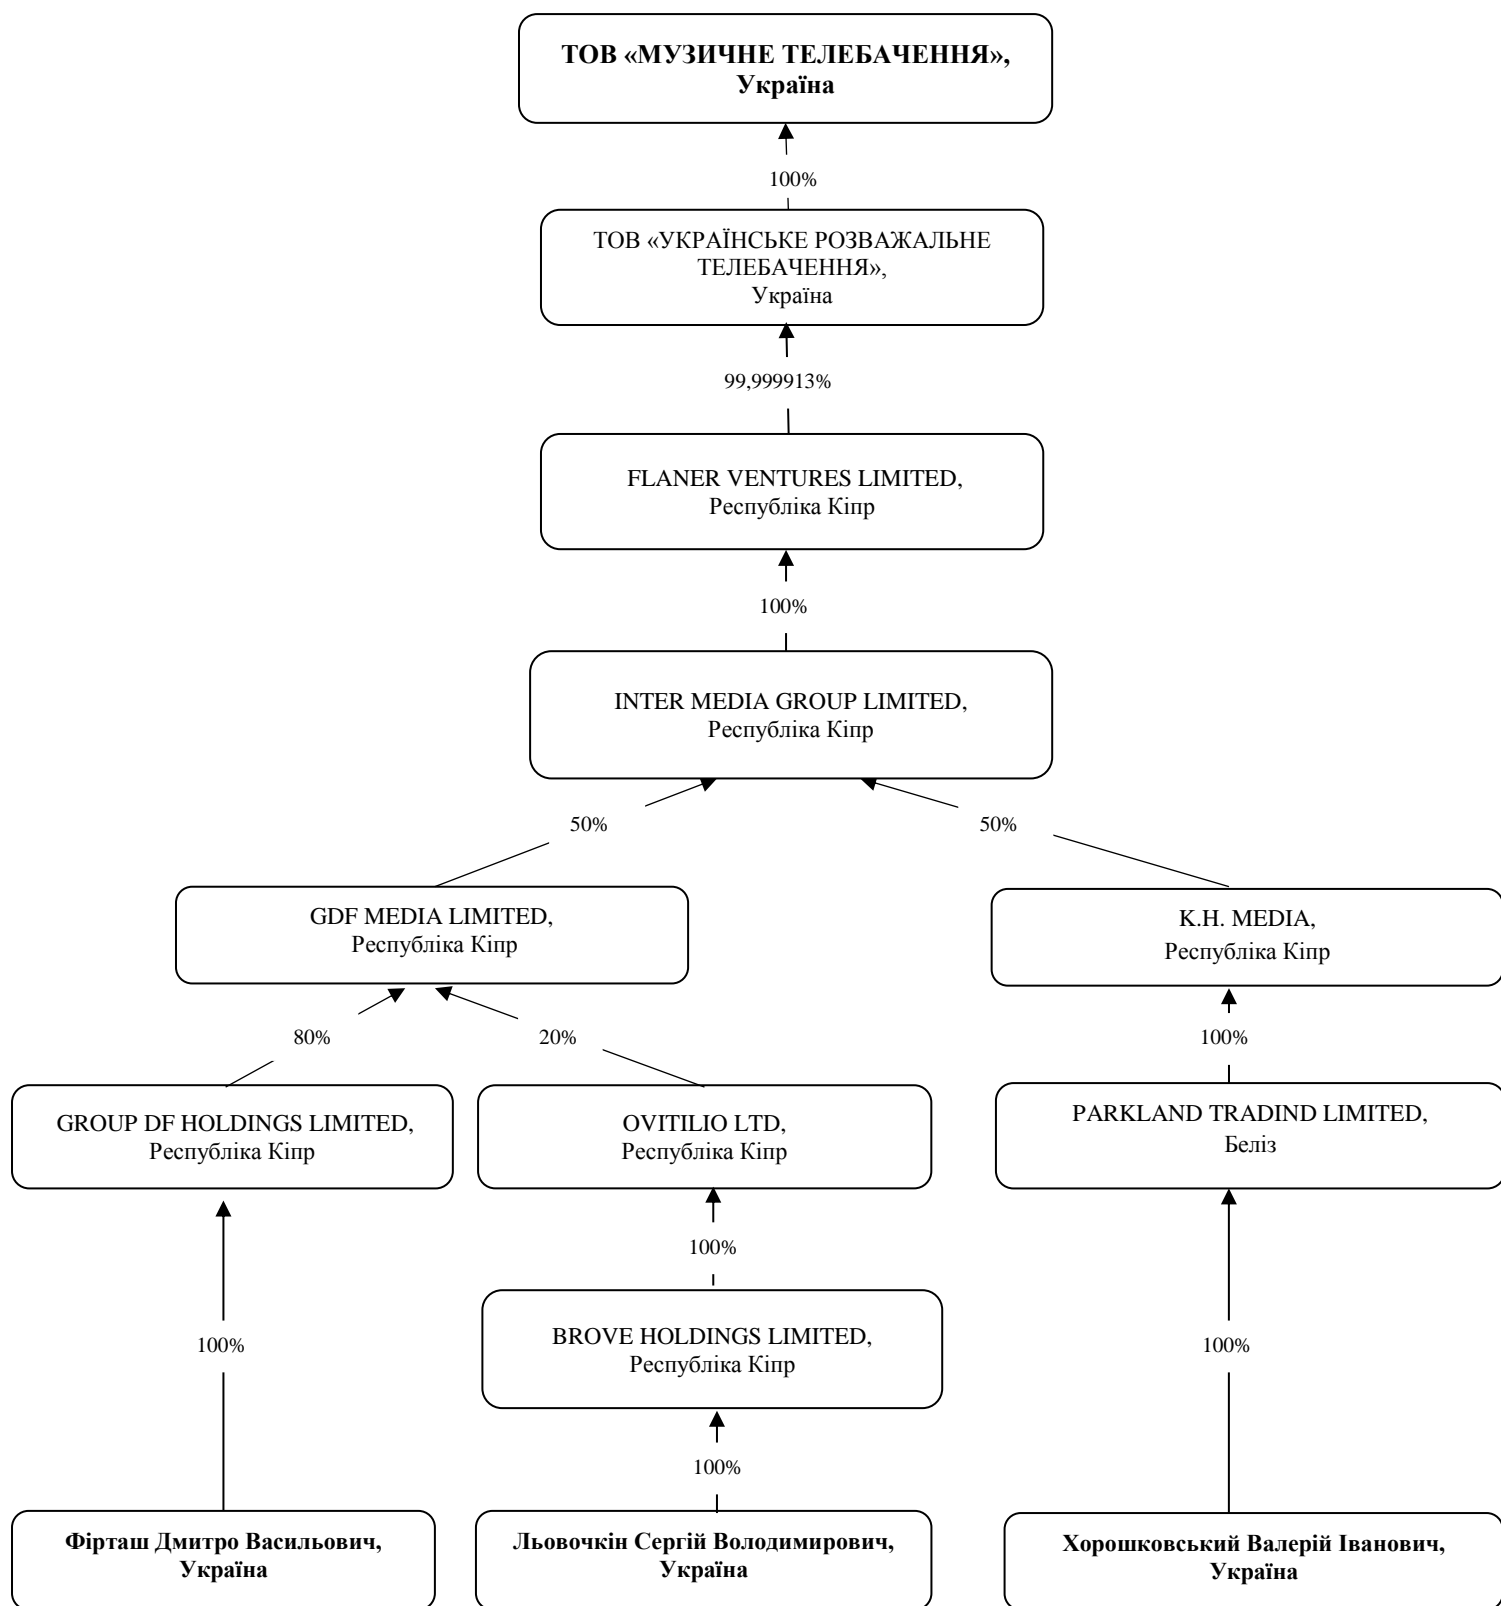 ТОВ «МУЗИЧНЕ ТЕЛЕБАЧЕННЯ»,
Україна
100%
ТОВ «УКРАЇНСЬКЕ РОЗВАЖАЛЬНЕ
ТЕЛЕБАЧЕННЯ»,
Україна
99,999913%
FLANER VENTURES LIMITED,
Республіка Кіпр
100%
INTER MEDIA GROUP LIMITED,
Республіка Кіпр
50%
50%
GDF MEDIA LIMITED,
Республіка Кіпр
K.H. MEDIA,
Республіка Кіпр
80%
20%
100%
GROUP DF HOLDINGS LIMITED,
Республіка Кіпр
OVITILIO LTD,
Республіка Кіпр
PARKLAND TRADIND LIMITED,
Беліз
100%
BROVE HOLDINGS LIMITED,
Республіка Кіпр
100%
100%
100%
Фірташ Дмитро Васильович,
Україна
Льовочкін Сергій Володимирович,
Україна
Хорошковський Валерій Іванович,
Україна